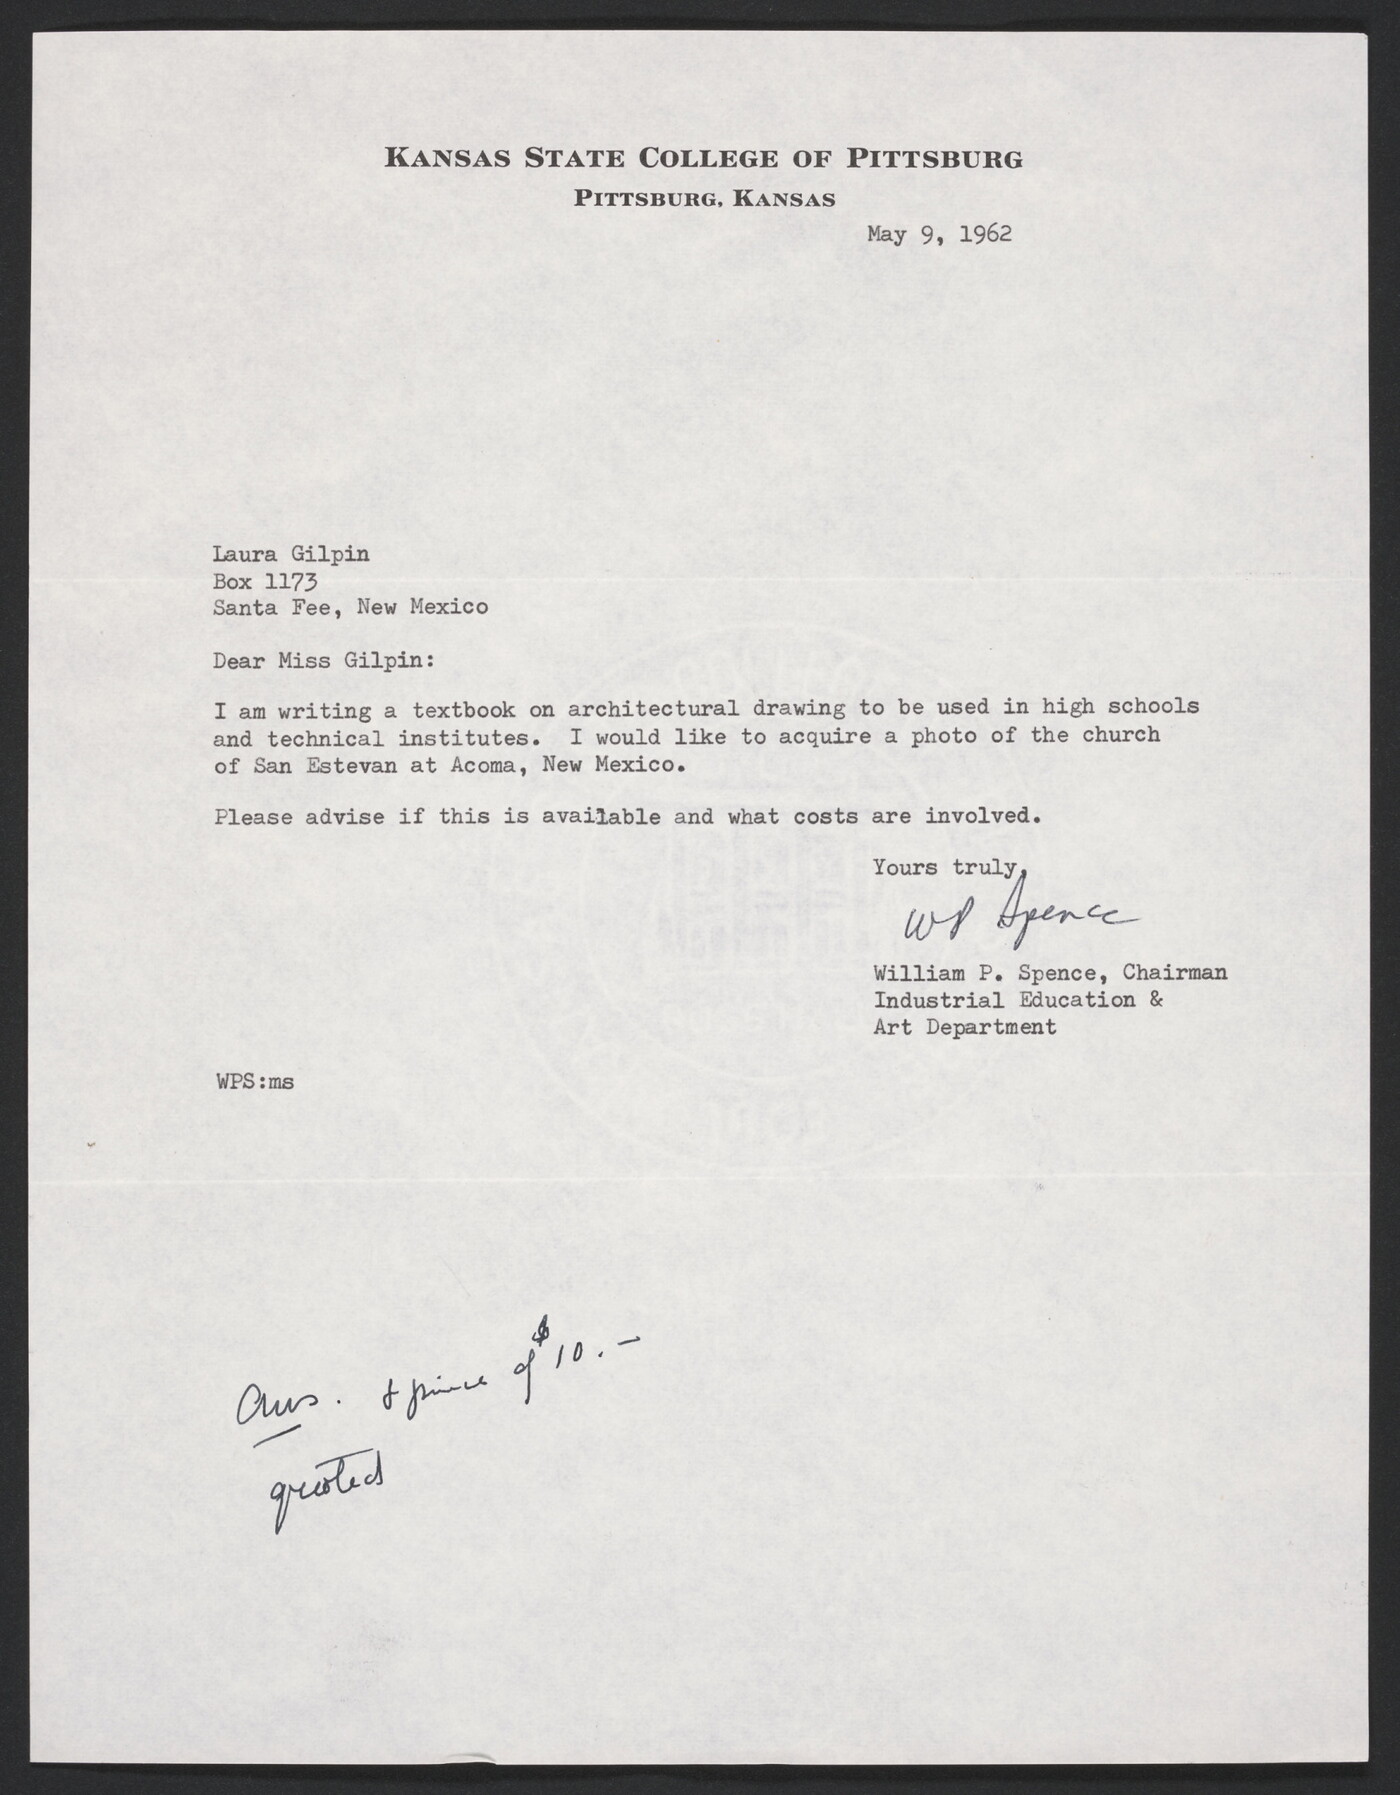 KANSAS STATE COLLEGE OF PITTSBURG
PITTSBURG, KANSAS
May 9, 1962
Laura Gilpin
Box 1173
Santa Fee, New Mexico
Dear Miss Gilpin:
I am writing a textbook on architectural drawing to be used in high schools
and technical institutes. I would like to acquire a photo of the church
of San Estevan at Acoma, New Mexico.
Please advise if this is available and what costs are involved.
Yours truly,
WP Spence
William P. Spence, Chairman
Industrial Education &
Art Department
WPS:ms
Ans. & price of $10.—
quoted